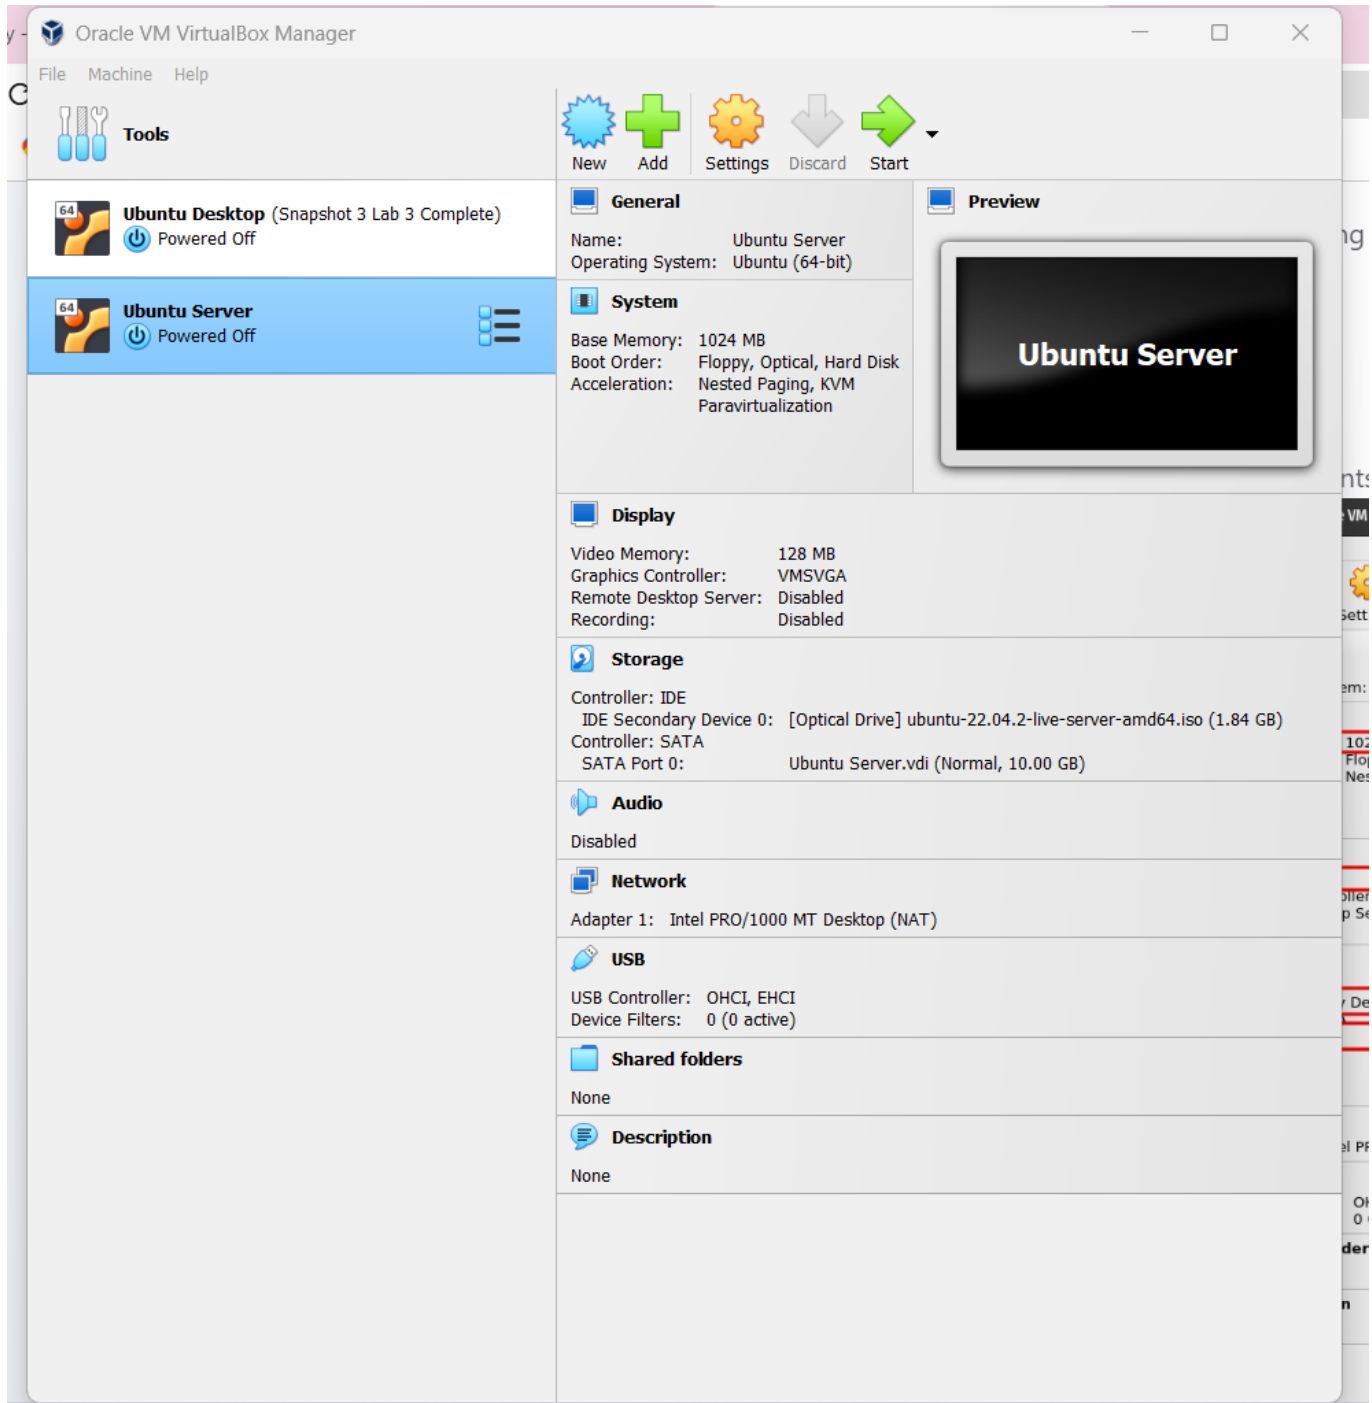 Oracle VM VirtualBox Manager
File Machine Help
Tools
New Add Settings Discard Start
64
Ubuntu Desktop (Snapshot 3 Lab 3 Complete)
Powered Off
64
Ubuntu Server
Powered Off
General
Name: Ubuntu Server
Operating System: Ubuntu (64-bit)
Preview
Ubuntu Server
System
Base Memory: 1024 MB
Boot Order: Floppy, Optical, Hard Disk
Acceleration: Nested Paging, KVM
Paravirtualization
Display
Video Memory: 128 MB
Graphics Controller: VMSVGA
Remote Desktop Server: Disabled
Recording: Disabled
Storage
Controller: IDE
IDE Secondary Device 0: [Optical Drive] ubuntu-22.04.2-live-server-amd64.iso (1.84 GB)
Controller: SATA
SATA Port 0: Ubuntu Server.vdi (Normal, 10.00 GB)
Audio
Disabled
Network
Adapter 1: Intel PRO/1000 MT Desktop (NAT)
USB
USB Controller: OHCI, EHCI
Device Filters: 0 (0 active)
Shared folders
None
Description
None
VM